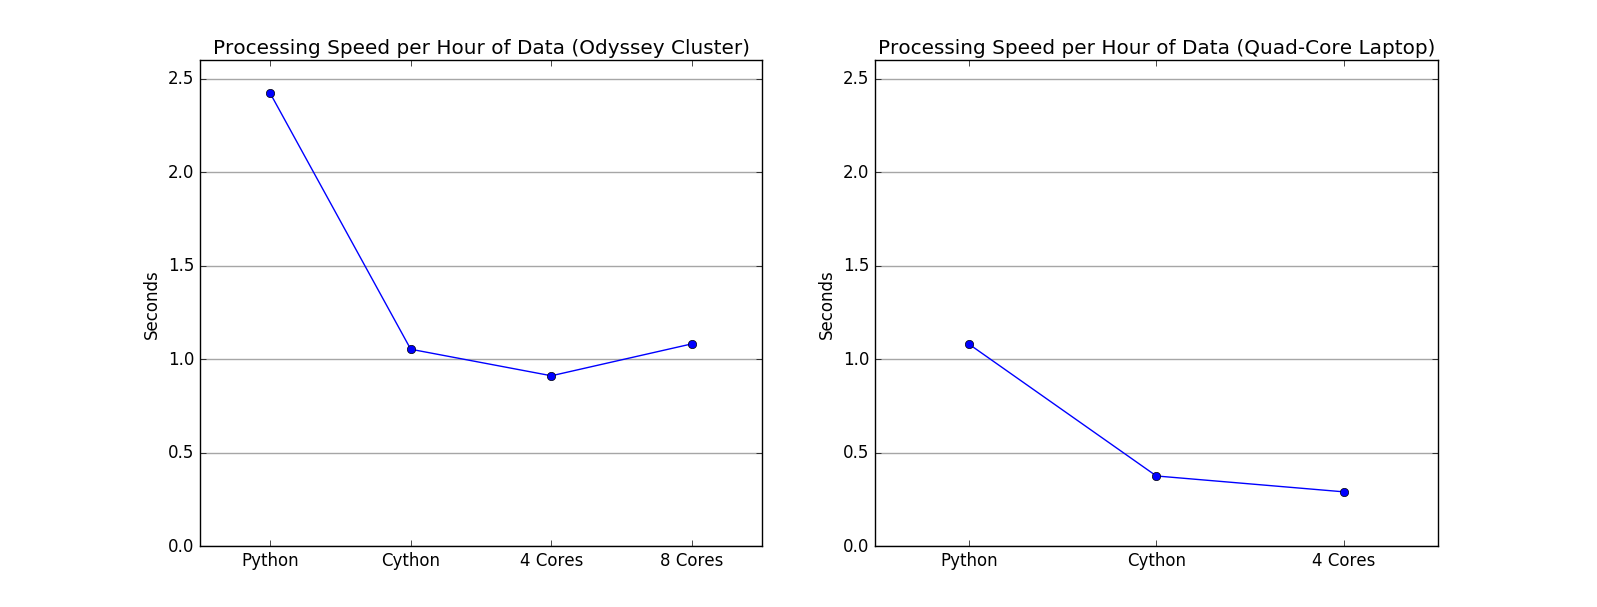 Processing Speed per Hour of Data (Odyssey Cluster)
2.5
2.0
1.5
1.0
0.5
0.0
Seconds
Python Cython 4 Cores 8 Cores
Processing Speed per Hour of Data (Quad-Core Laptop)
2.5
2.0
1.5
1.0
0.5
0.0
Seconds
Python Cython 4 Cores